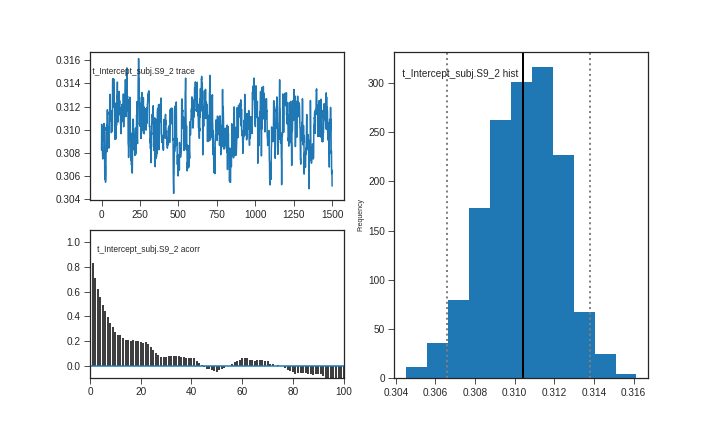 0.316
0.314
0.312
0.310
0.308
0.306
0.304
t_Intercept_subj.S9_2 trace
0 250 500 750 1000 1250 1500
1.0
0.8
0.6
0.4
0.2
0.0
t_Intercept_subj.S9_2 acorr
0 20 40 60 80 100
t_Intercept_subj.S9_2 hist
Frequency
300
250
200
150
100
50
0
0.304 0.306 0.308 0.310 0.312 0.314 0.316